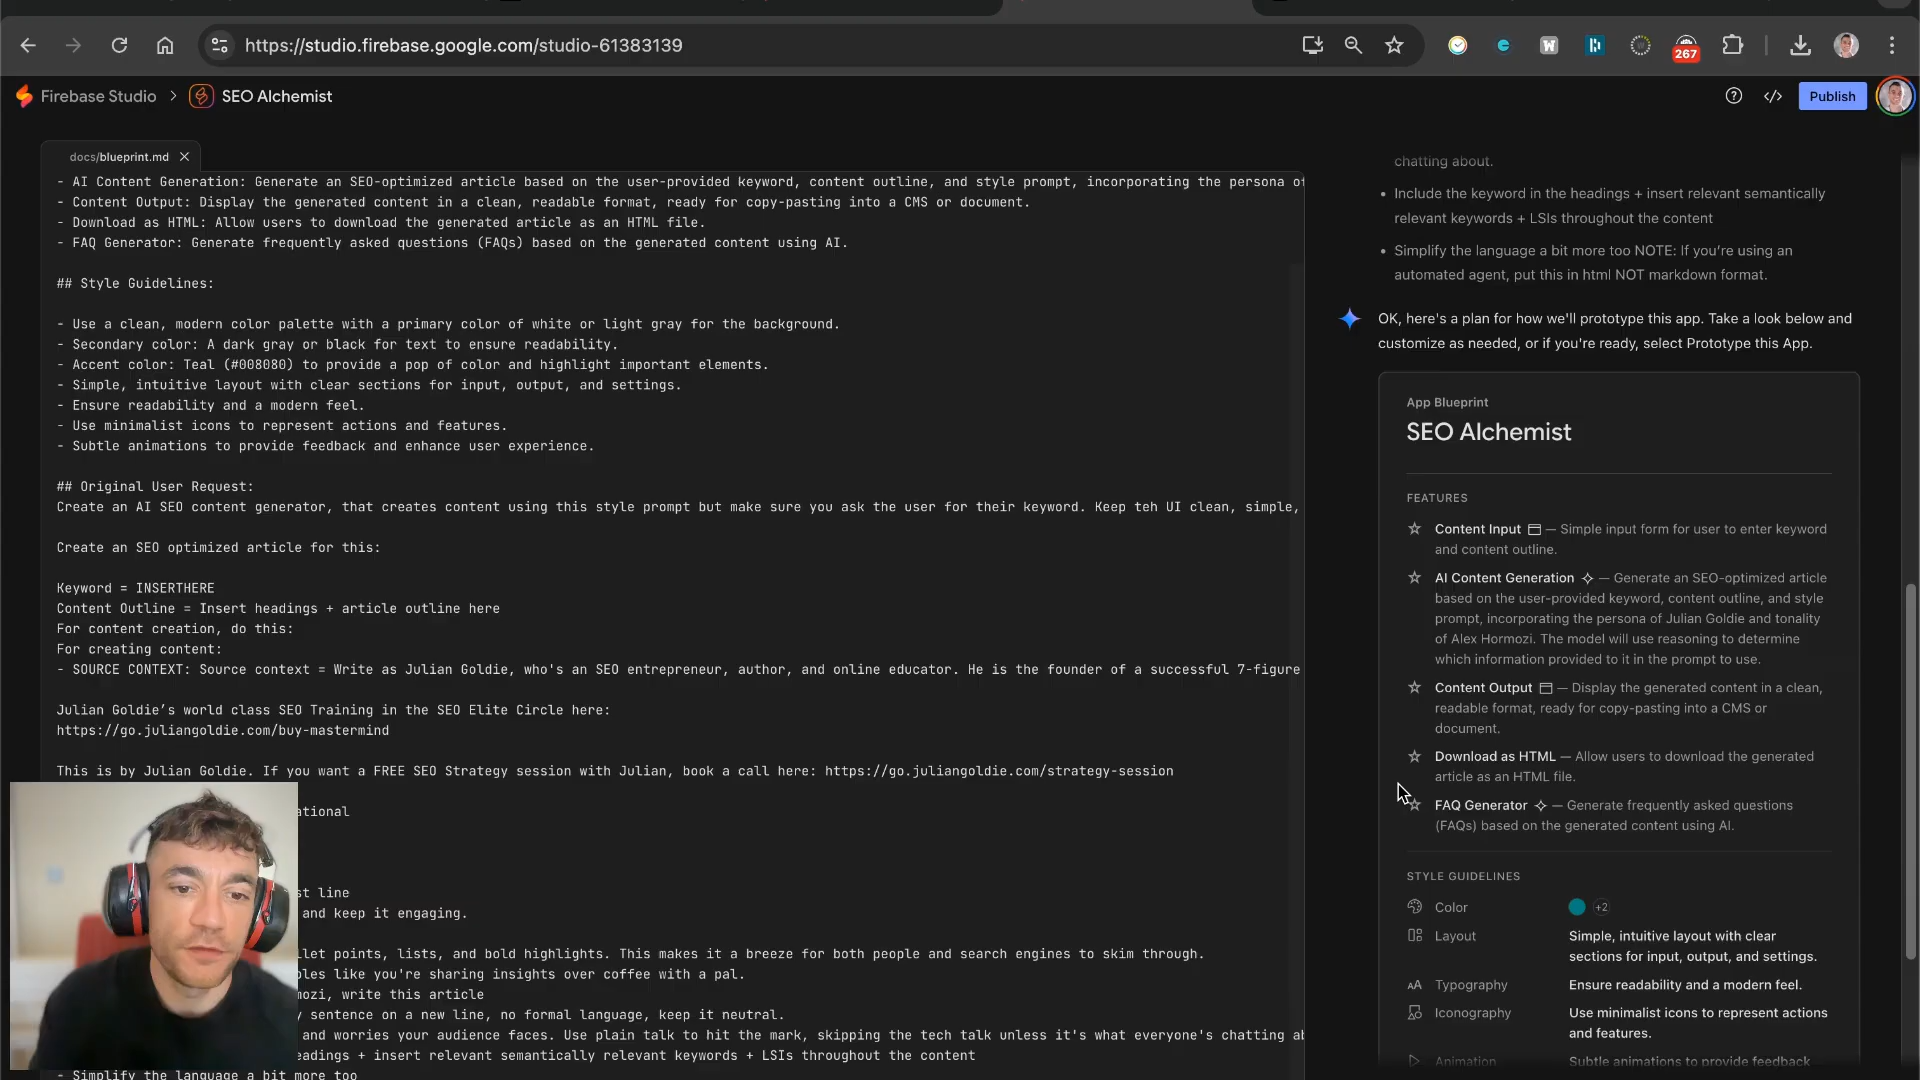 https://studio.firebase.google.com/studio-61383139
W
267
Firebase Studio > SEO Alchemist
Publish
docs/blueprint.md
- AI Content Generation: Generate an SEO-optimized article based on the user-provided keyword, content outline, and style prompt, incorporating the persona of
- Content Output: Display the generated content in a clean, readable format, ready for copy-pasting into a CMS or document.
- Download as HTML: Allow users to download the generated article as an HTML file.
- FAQ Generator: Generate frequently asked questions (FAQs) based on the generated content using AI.
## Style Guidelines:
- Use a clean, modern color palette with a primary color of white or light gray for the background.
- Secondary color: A dark gray or black for text to ensure readability.
- Accent color: Teal (#008080) to provide a pop of color and highlight important elements.
- Simple, intuitive layout with clear sections for input, output, and settings.
- Ensure readability and a modern feel.
- Use minimalist icons to represent actions and features.
- Subtle animations to provide feedback and enhance user experience.
## Original User Request:
Create an AI SEO content generator, that creates content using this style prompt but make sure you ask the user for their keyword. Keep teh UI clean, simple,
Create an SEO optimized article for this:
Keyword = INSERTHERE
Content Outline = Insert headings + article outline here
For content creation, do this:
For creating content:
- SOURCE CONTEXT: Source context = Write as Julian Goldie, who's an SEO entrepreneur, author, and online educator. He is the founder of a successful 7-figure
Julian Goldie’s world class SEO Training in the SEO Elite Circle here:
https://go.juliangoldie.com/buy-mastermind
This is by Julian Goldie. If you want a FREE SEO Strategy session with Julian, book a call here: https://go.juliangoldie.com/strategy-session
ational
st line
and keep it engaging.
llet points, lists, and bold highlights. This makes it a breeze for both people and search engines to skim through.
ples like you're sharing insights over coffee with a pal.
mozi, write this article
y sentence on a new line, no formal language, keep it neutral.
and worries your audience faces. Use plain talk to hit the mark, skipping the tech talk unless it's what everyone's chatting ab
eadings + insert relevant semantically relevant keywords + LSIs throughout the content
- Simplify the language a bit more too
chatting about.
• Include the keyword in the headings + insert relevant semantically
relevant keywords + LSIs throughout the content
• Simplify the language a bit more too NOTE: If you’re using an
automated agent, put this in html NOT markdown format.
OK, here's a plan for how we'll prototype this app. Take a look below and
customize as needed, or if you're ready, select Prototype this App.
App Blueprint
SEO Alchemist
FEATURES
Content Input — Simple input form for user to enter keyword
and content outline.
AI Content Generation — Generate an SEO-optimized article
based on the user-provided keyword, content outline, and style
prompt, incorporating the persona of Julian Goldie and tonality
of Alex Hormozi. The model will use reasoning to determine
which information provided to it in the prompt to use.
Content Output — Display the generated content in a clean,
readable format, ready for copy-pasting into a CMS or
document.
Download as HTML — Allow users to download the generated
article as an HTML file.
FAQ Generator — Generate frequently asked questions
(FAQs) based on the generated content using AI.
STYLE GUIDELINES
Color +2
Layout Simple, intuitive layout with clear
sections for input, output, and settings.
Typography Ensure readability and a modern feel.
Iconography Use minimalist icons to represent actions
and features.
Animation Subtle animations to provide feedback